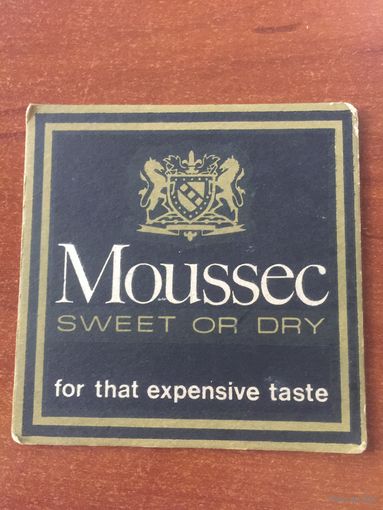 Moussec
SWEET OR DRY
for that expensive taste